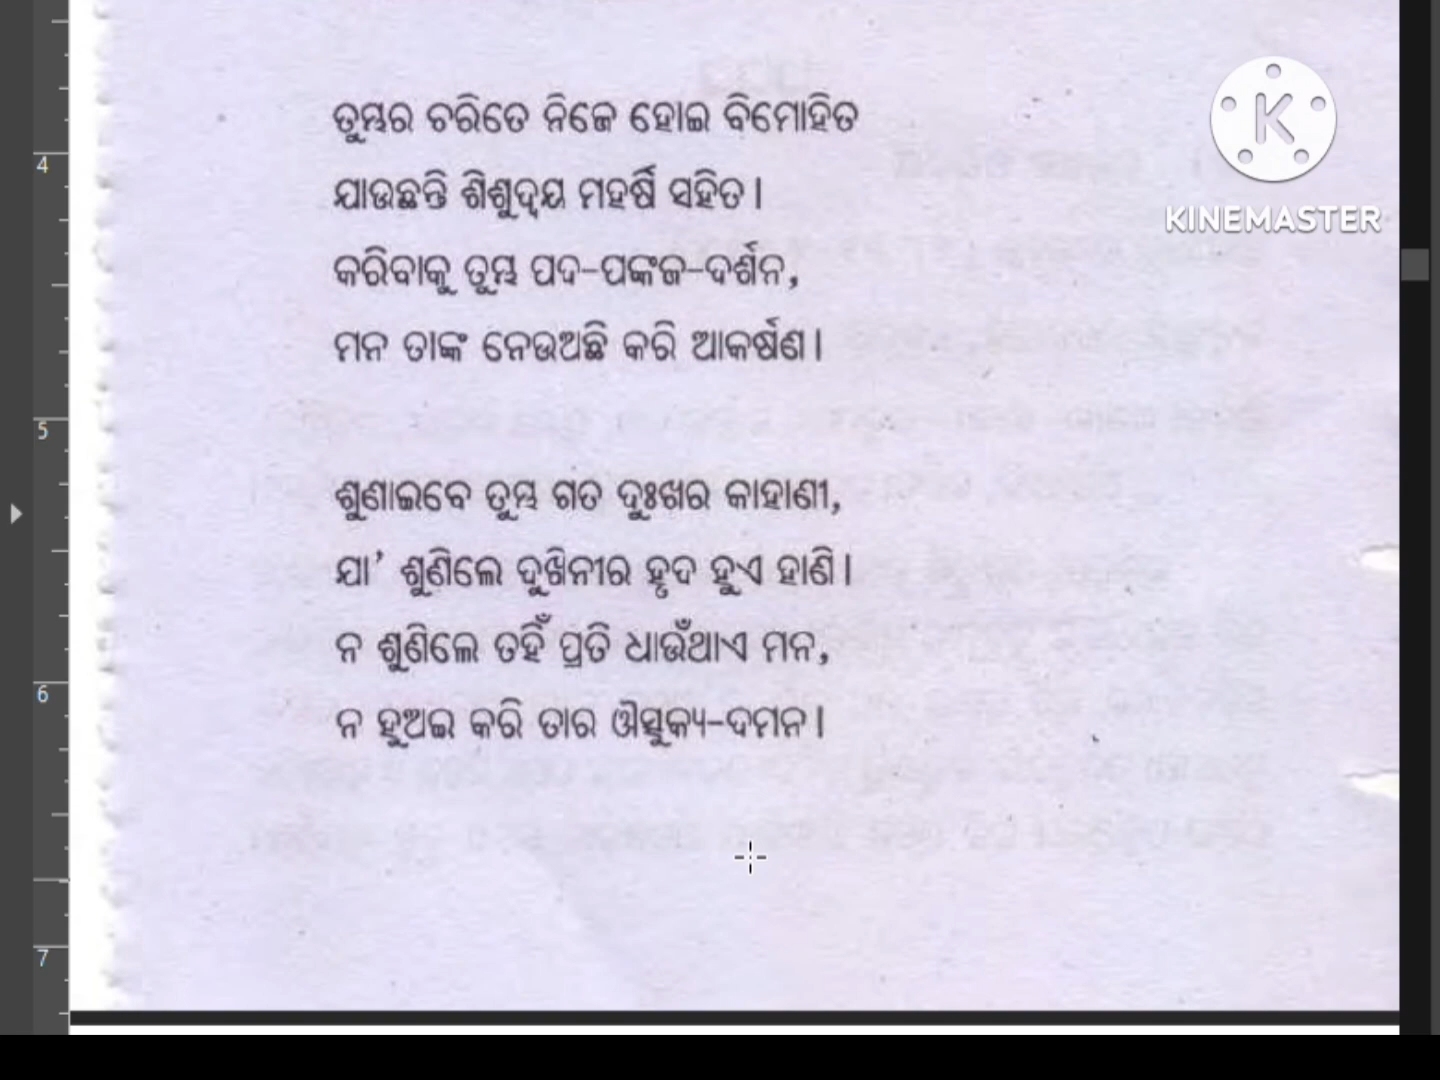 4
5
6
7
KINEMASTER
ତୁମ୍ଭର ଚରିତେ ନିଜେ ହୋଇ ବିମୋହିତ
ଯାଉଛନ୍ତି ଶିଶୁଦ୍ୱୟ ମହର୍ଷି ସହିତ।
କରିବାକୁ ତୁମ୍ଭ ପଦ-ପଙ୍କଜ-ଦର୍ଶନ,
ମନ ତାଙ୍କ ନେଉଅଛି କରି ଆକର୍ଷଣ।
ଶୁଣାଇବେ ତୁମ୍ଭ ଗତ ଦୁଃଖର କାହାଣୀ,
ଯା’ ଶୁଣିଲେ ଦୁଖିନୀର ହୃଦ ହୁଏ ହାଣି।
ନ ଶୁଣିଲେ ତହିଁ ପ୍ରତି ଧାଉଁଥାଏ ମନ,
ନ ହୁଅଇ କରି ତାର ଔତ୍ସୁକ୍ୟ-ଦମନ।